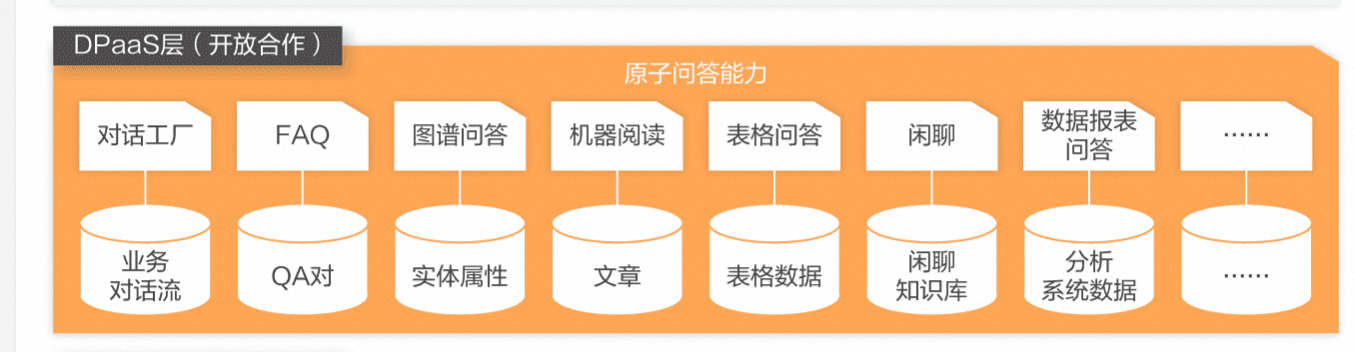 DPaaS层（开放合作）
原子问答能力
对话工厂
FAQ
图谱问答
机器阅读
表格问答
闲聊
数据报表
问答
……
业务
对话流
QA对
实体属性
文章
表格数据
闲聊
知识库
分析
系统数据
……